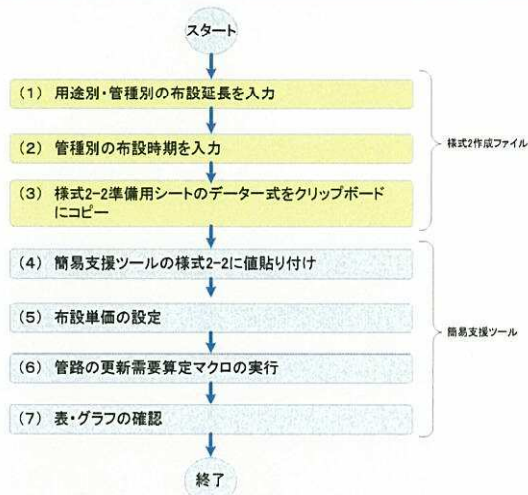 スタート
(1) 用途別・管種別の布設延長を入力
(2) 管種別の布設時期を入力
(3) 様式2-2準備用シートのデーター式をクリップボード
にコピー
様式2作成ファイル
(4) 簡易支援ツールの様式2-2に値貼り付け
(5) 布設単価の設定
(6) 管路の更新需要算定マクロの実行
(7) 表・グラフの確認
簡易支援ツール
終了